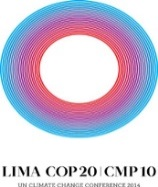 LIMA COP20 | CMP10
UN CLIMATE CHANGE CONFERENCE 2014